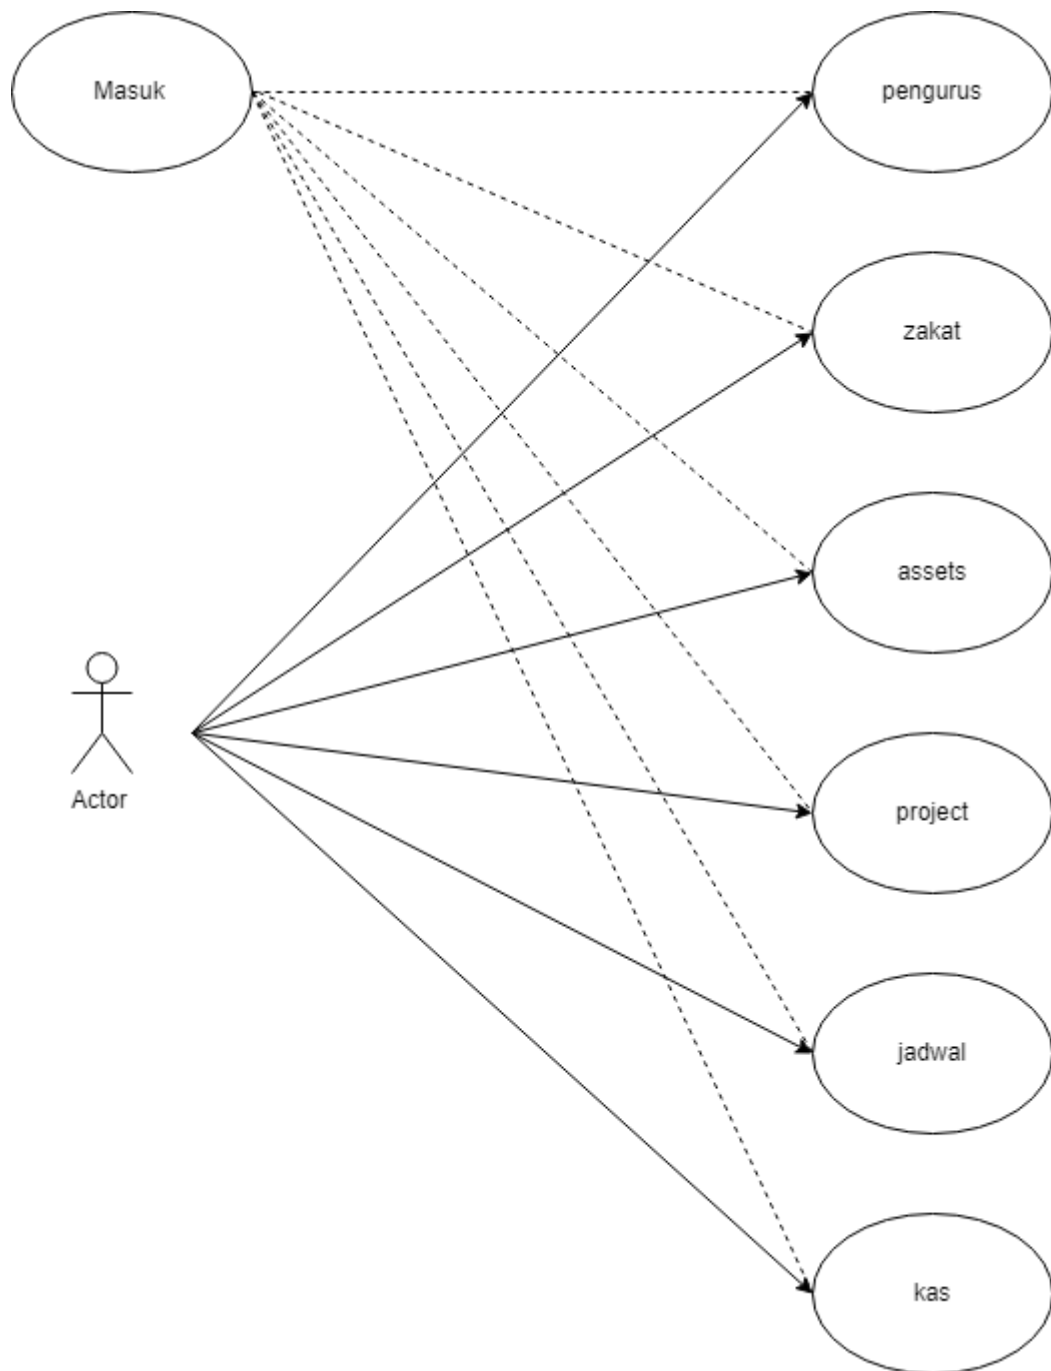 Masuk
pengurus
zakat
assets
Actor
project
jadwal
kas